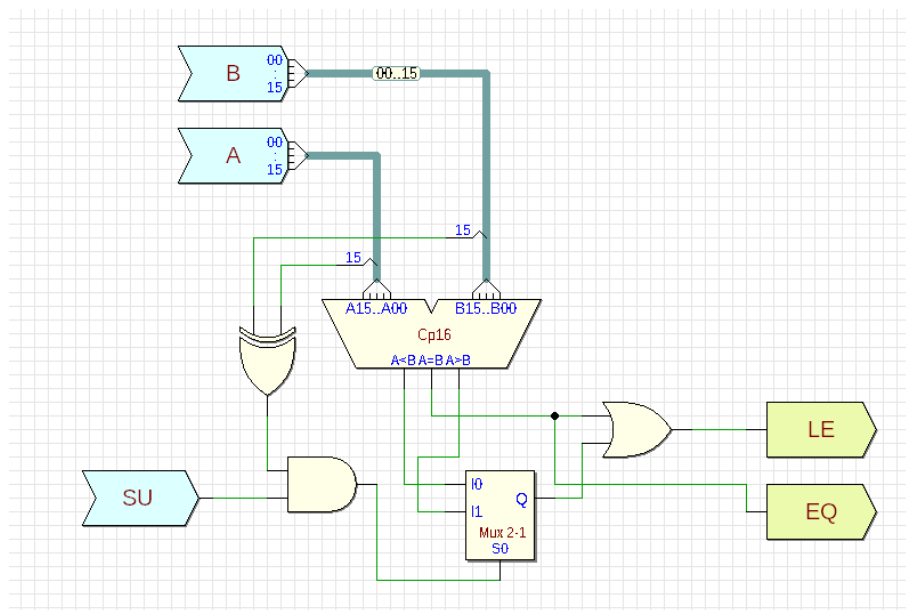 B
00
:
15
00..15
A
00
:
15
15
15
A15..A00
B15..B00
Cp16
A<B A=B A>B
LE
SU
I0
Q
I1
EQ
Mux 2-1
S0